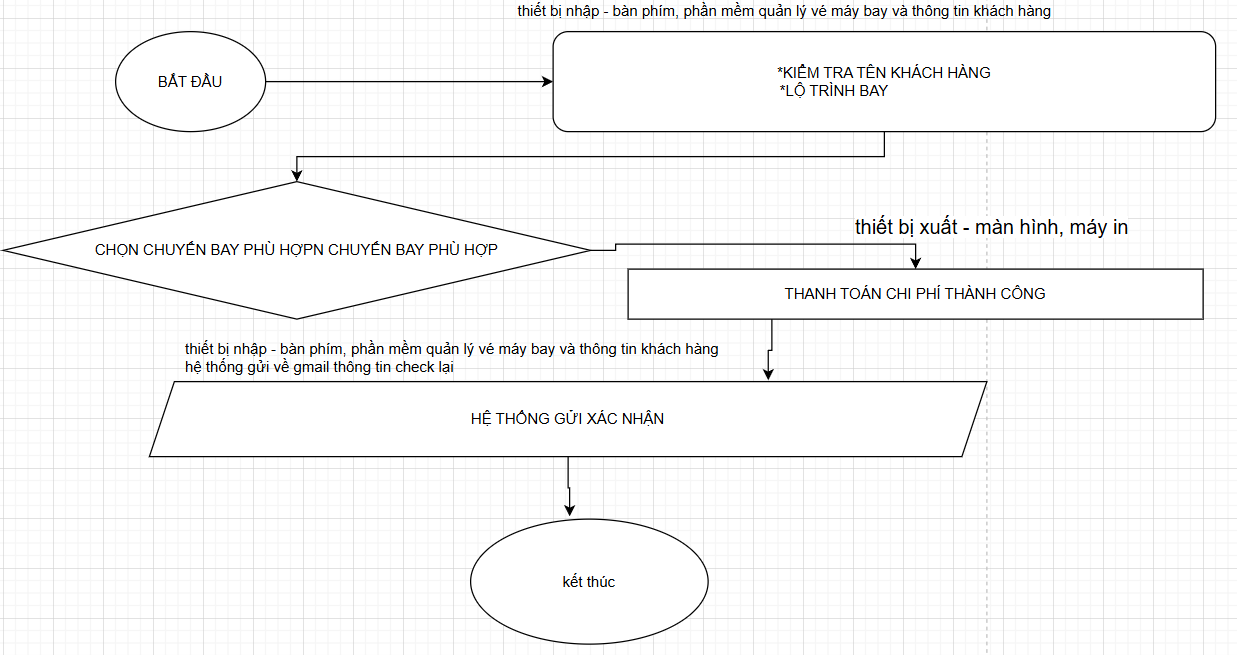 thiết bị nhập - bàn phím, phần mềm quản lý vé máy bay và thông tin khách hàng
BẮT ĐẦU
*KIỂM TRA TÊN KHÁCH HÀNG
*LỘ TRÌNH BAY
CHỌN CHUYẾN BAY PHÙ HỢPN CHUYẾN BAY PHÙ HỢP
thiết bị xuất - màn hình, máy in
THANH TOÁN CHI PHÍ THÀNH CÔNG
thiết bị nhập - bàn phím, phần mềm quản lý vé máy bay và thông tin khách hàng
hệ thống gửi về gmail thông tin check lại
HỆ THỐNG GỬI XÁC NHẬN
kết thúc